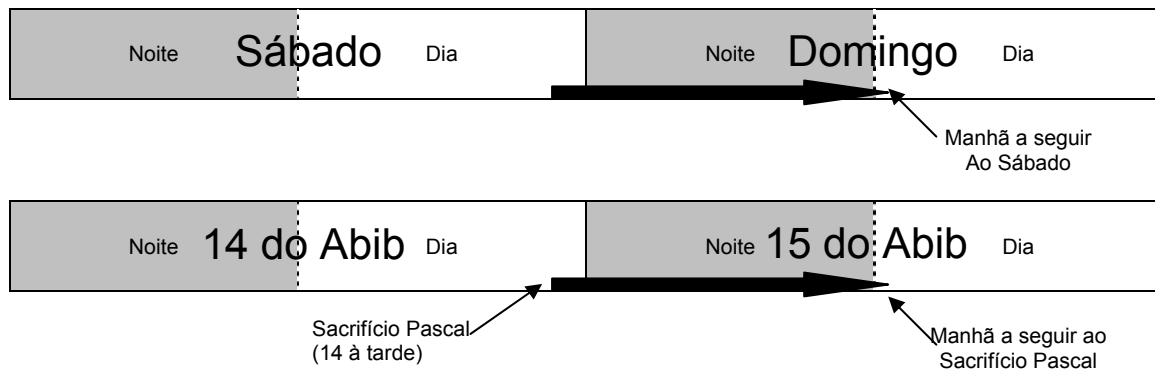 Noite Sábado Dia Noite Domingo Dia
Manhã a seguir
Ao Sábado
Noite 14 do Abib Dia Noite 15 do Abib Dia
Sacrifício Pascal
(14 à tarde)
Manhã a seguir ao
Sacrifício Pascal